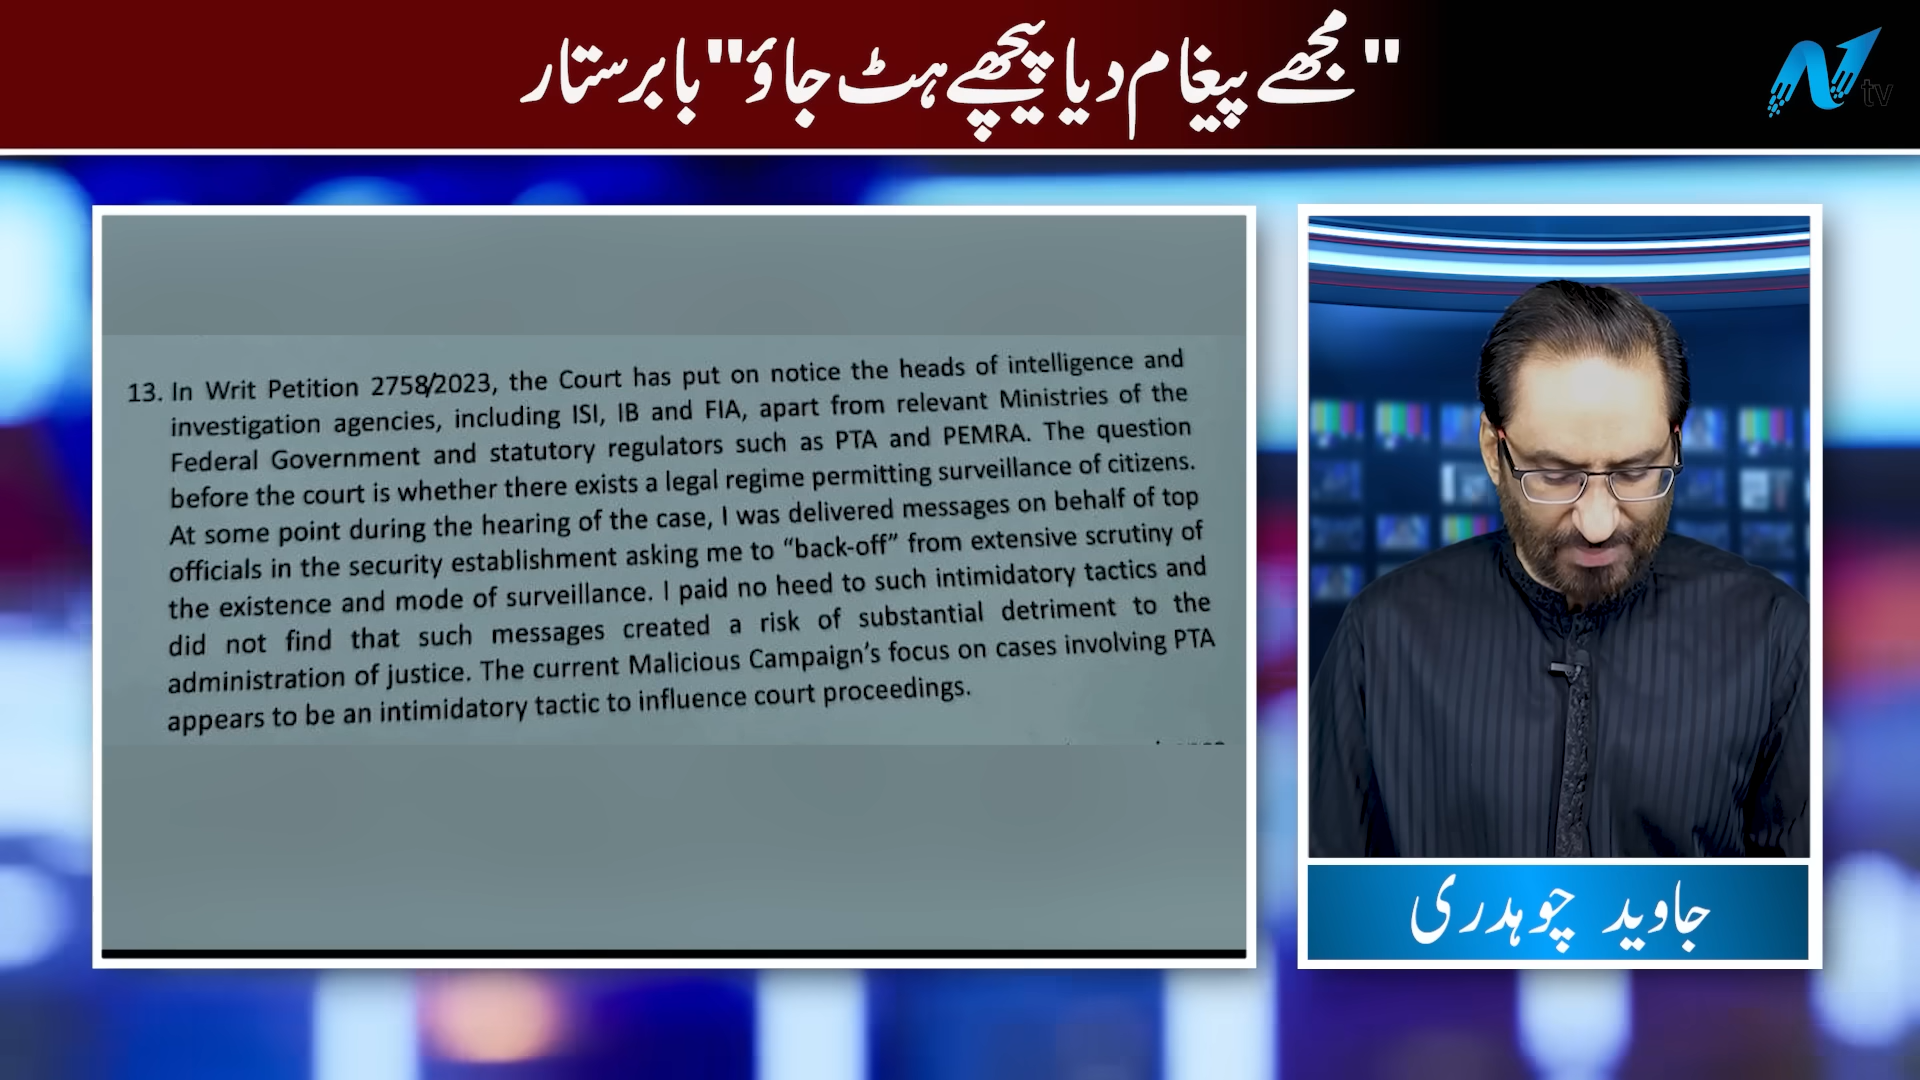 "مجھے پیغام دیا پیچھے ہٹ جاؤ" بابر ستار
tv
13. In Writ Petition 2758/2023, the Court has put on notice the heads of intelligence and
investigation agencies, including ISI, IB and FIA, apart from relevant Ministries of the
Federal Government and statutory regulators such as PTA and PEMRA. The question
before the court is whether there exists a legal regime permitting surveillance of citizens.
At some point during the hearing of the case, I was delivered messages on behalf of top
officials in the security establishment asking me to “back-off” from extensive scrutiny of
the existence and mode of surveillance. I paid no heed to such intimidatory tactics and
did not find that such messages created a risk of substantial detriment to the
administration of justice. The current Malicious Campaign’s focus on cases involving PTA
appears to be an intimidatory tactic to influence court proceedings.
جاوید چوہدری